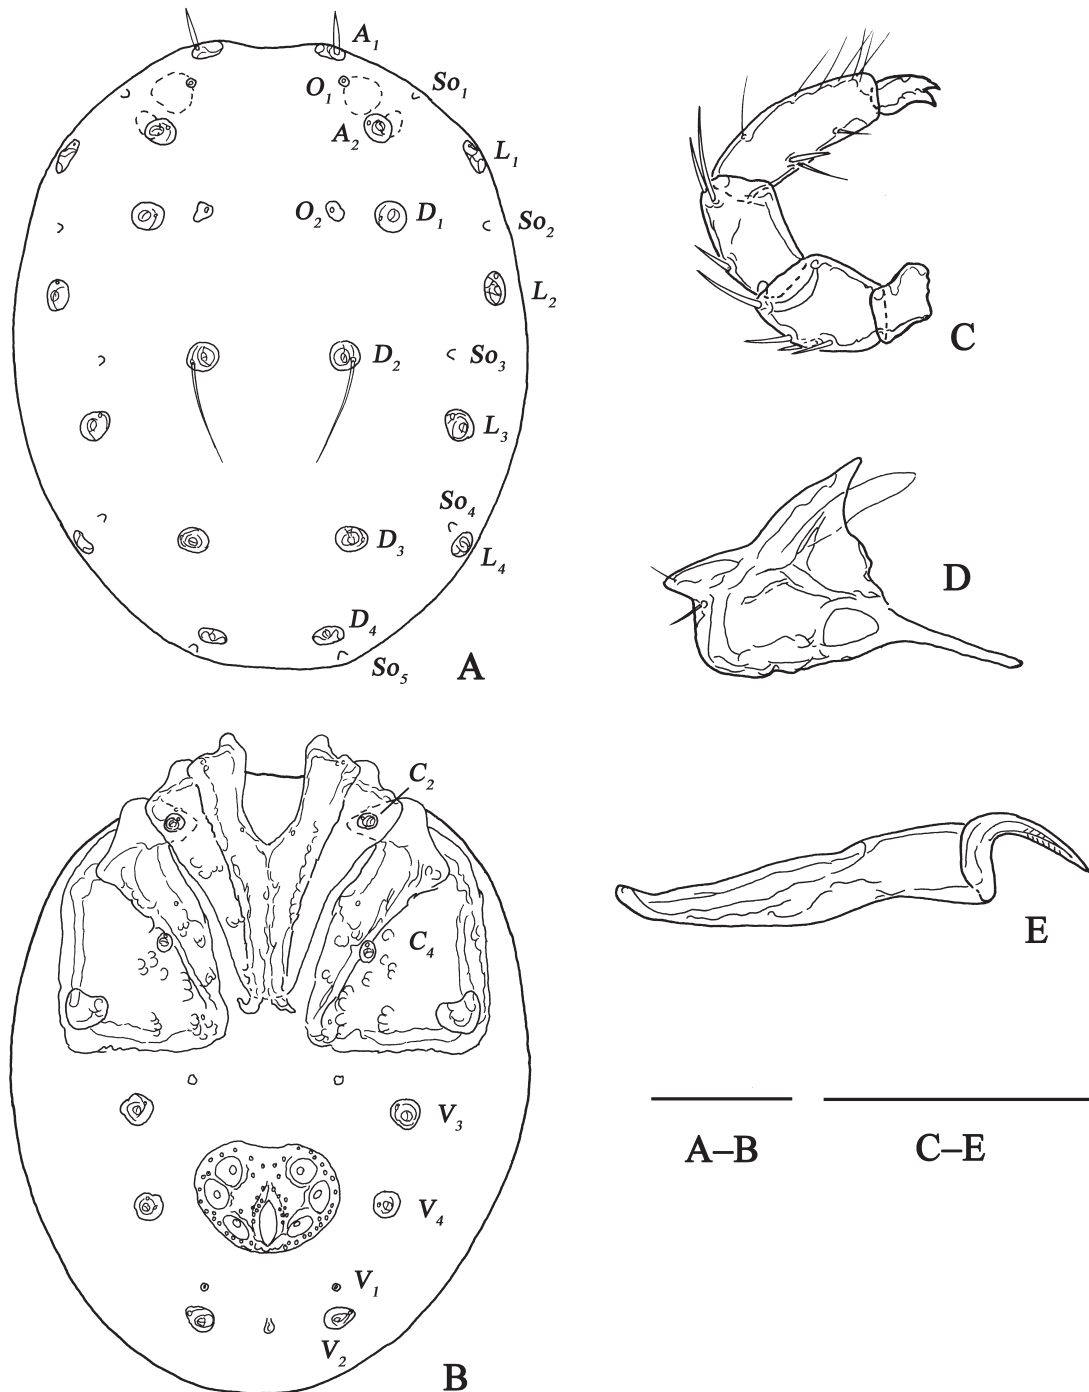 A₁
O₁ So₁
A₂
L₁
O₂ D₁ So₂
L₂
D₂ So₃
L₃
So₄
D₃
L₄
D₄
So₅
A
C
D
C₂
C₄
E
V₃
A–B C–E
V₄
V₁
V₂
B